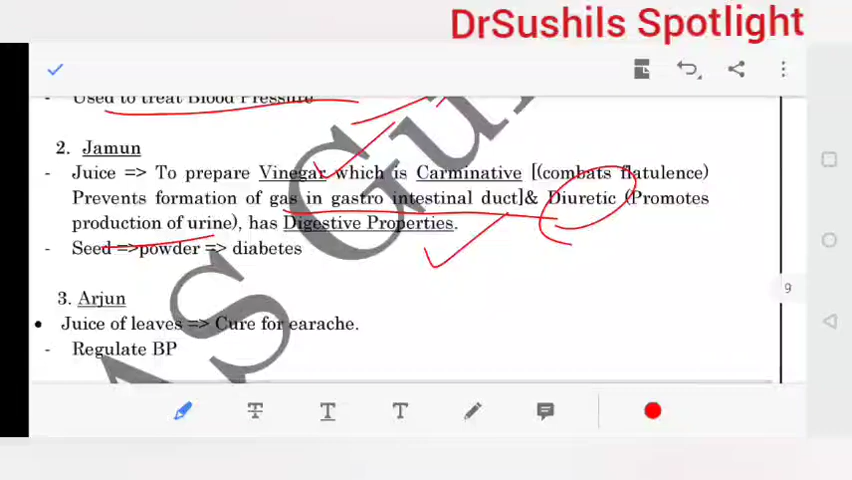 DrSushils Spotlight
- Used to treat Blood Pressure
2. Jamun
- Juice => To prepare Vinegar which is Carminative [(combats flatulence)
Prevents formation of gas in gastro intestinal duct]& Diuretic (Promotes
production of urine), has Digestive Properties.
- Seed =>powder => diabetes
9
3. Arjun
• Juice of leaves => Cure for earache.
- Regulate BP
T T T